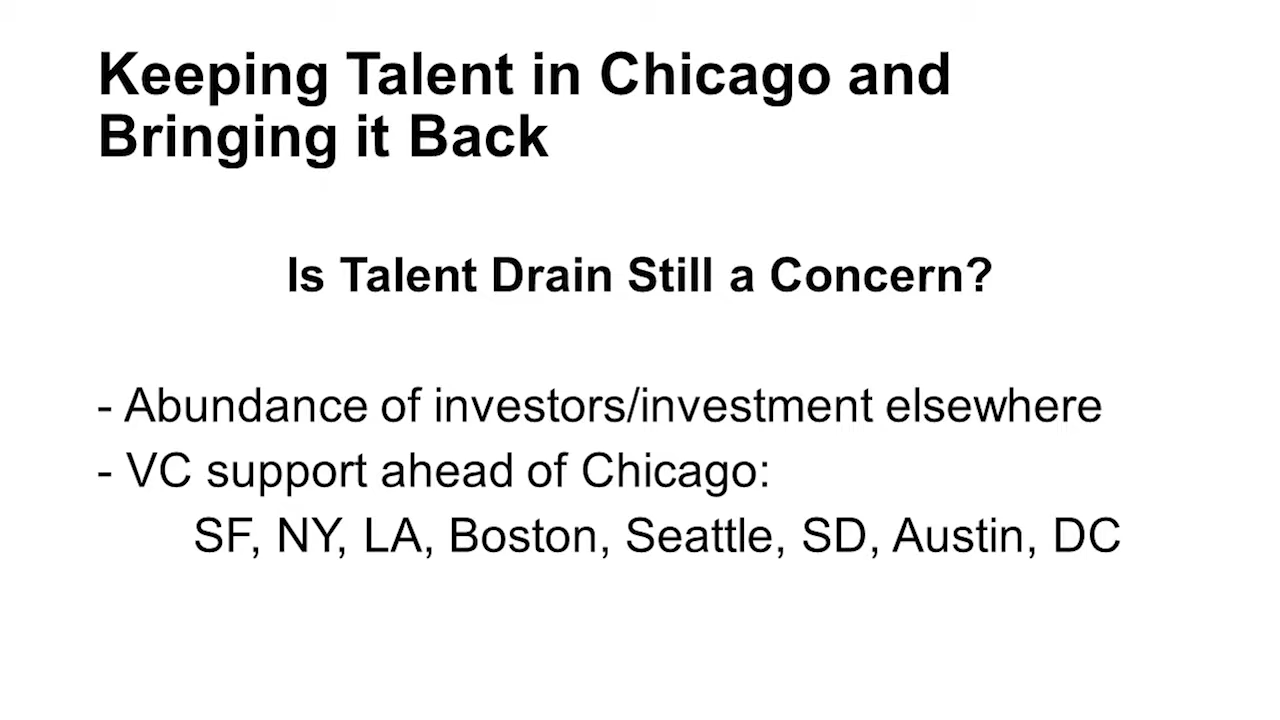 Keeping Talent in Chicago and
Bringing it Back
Is Talent Drain Still a Concern?
- Abundance of investors/investment elsewhere
- VC support ahead of Chicago:
SF, NY, LA, Boston, Seattle, SD, Austin, DC